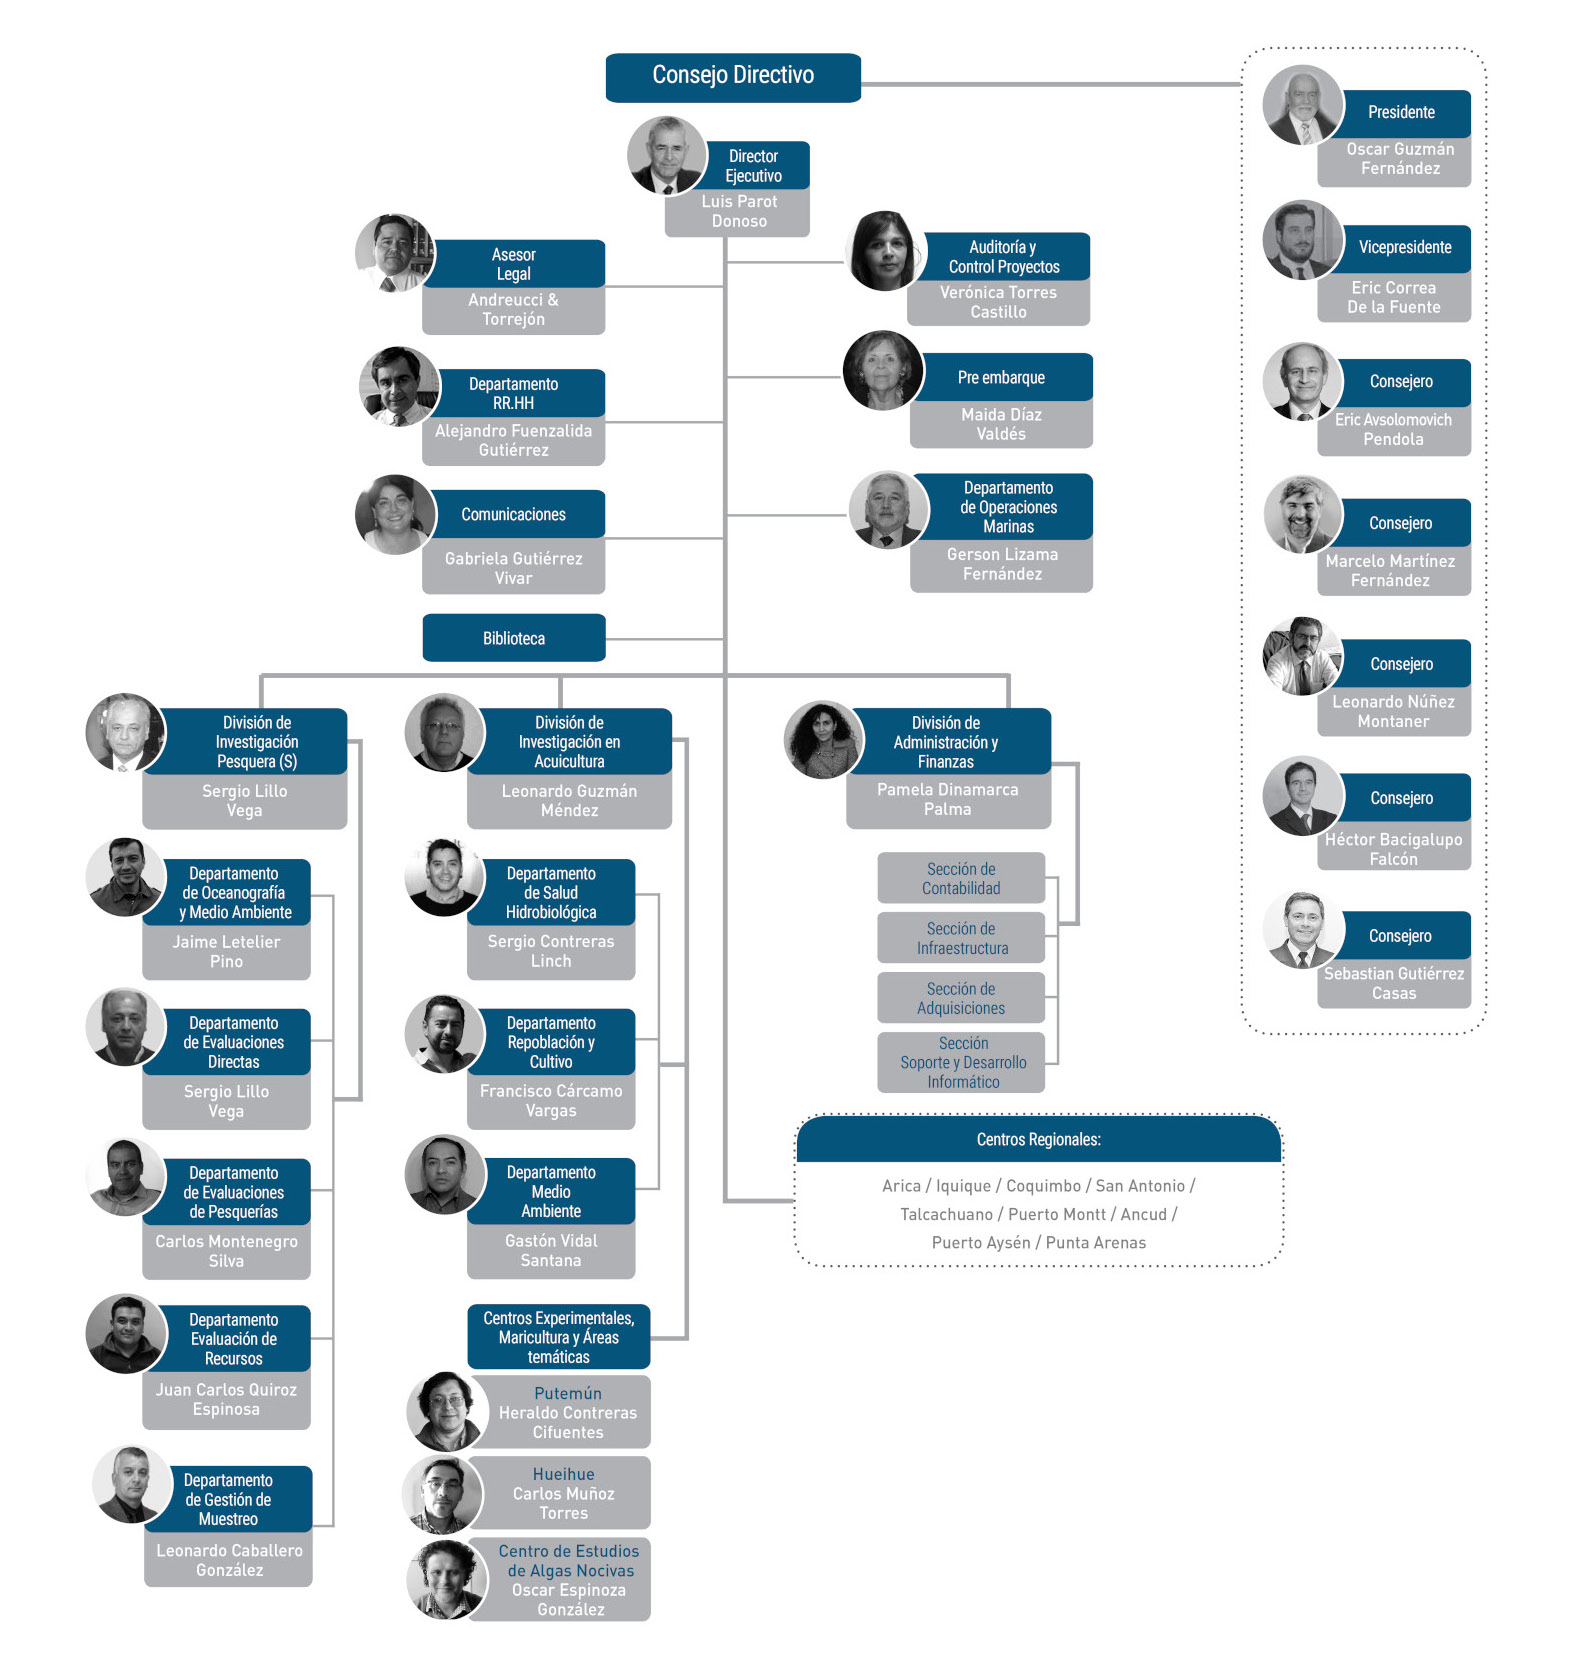 Consejo Directivo
Director
Ejecutivo
Luis Parot
Donoso
Asesor
Legal
Andreucci &
Torrejón
Auditoría y
Control Proyectos
Verónica Torres
Castillo
Departamento
RR.HH
Alejandro Fuenzalida
Gutiérrez
Pre embarque
Maida Díaz
Valdés
Comunicaciones
Gabriela Gutiérrez
Vivar
Departamento
de Operaciones
Marinas
Gerson Lizama
Fernández
Biblioteca
División de
Investigación
Pesquera (S)
Sergio Lillo
Vega
Departamento
de Oceanografía
y Medio Ambiente
Jaime Letelier
Pino
Departamento
de Evaluaciones
Directas
Sergio Lillo
Vega
Departamento
de Evaluaciones
de Pesquerías
Carlos Montenegro
Silva
Departamento
Evaluación de
Recursos
Juan Carlos Quiroz
Espinosa
Departamento
de Gestión de
Muestreo
Leonardo Caballero
González
División de
Investigación en
Acuicultura
Leonardo Guzmán
Méndez
Departamento
de Salud
Hidrobiológica
Sergio Contreras
Linch
Departamento
Repoblación y
Cultivo
Francisco Cárcamo
Vargas
Departamento
Medio
Ambiente
Gastón Vidal
Santana
Centros Experimentales,
Maricultura y Áreas
temáticas
Putemún
Heraldo Contreras
Cifuentes
Hueihue
Carlos Muñoz
Torres
Centro de Estudios
de Algas Nocivas
Oscar Espinoza
González
División de
Administración y
Finanzas
Pamela Dinamarca
Palma
Sección de
Contabilidad
Sección de
Infraestructura
Sección de
Adquisiciones
Sección
Soporte y Desarrollo
Informático
Centros Regionales:
Arica / Iquique / Coquimbo / San Antonio /
Talcachuano / Puerto Montt / Ancud /
Puerto Aysén / Punta Arenas
Presidente
Oscar Guzmán
Fernández
Vicepresidente
Eric Correa
De la Fuente
Consejero
Eric Avsolomovich
Pendola
Consejero
Marcelo Martínez
Fernández
Consejero
Leonardo Núñez
Montaner
Consejero
Héctor Bacigalupo
Falcón
Consejero
Sebastian Gutiérrez
Casas